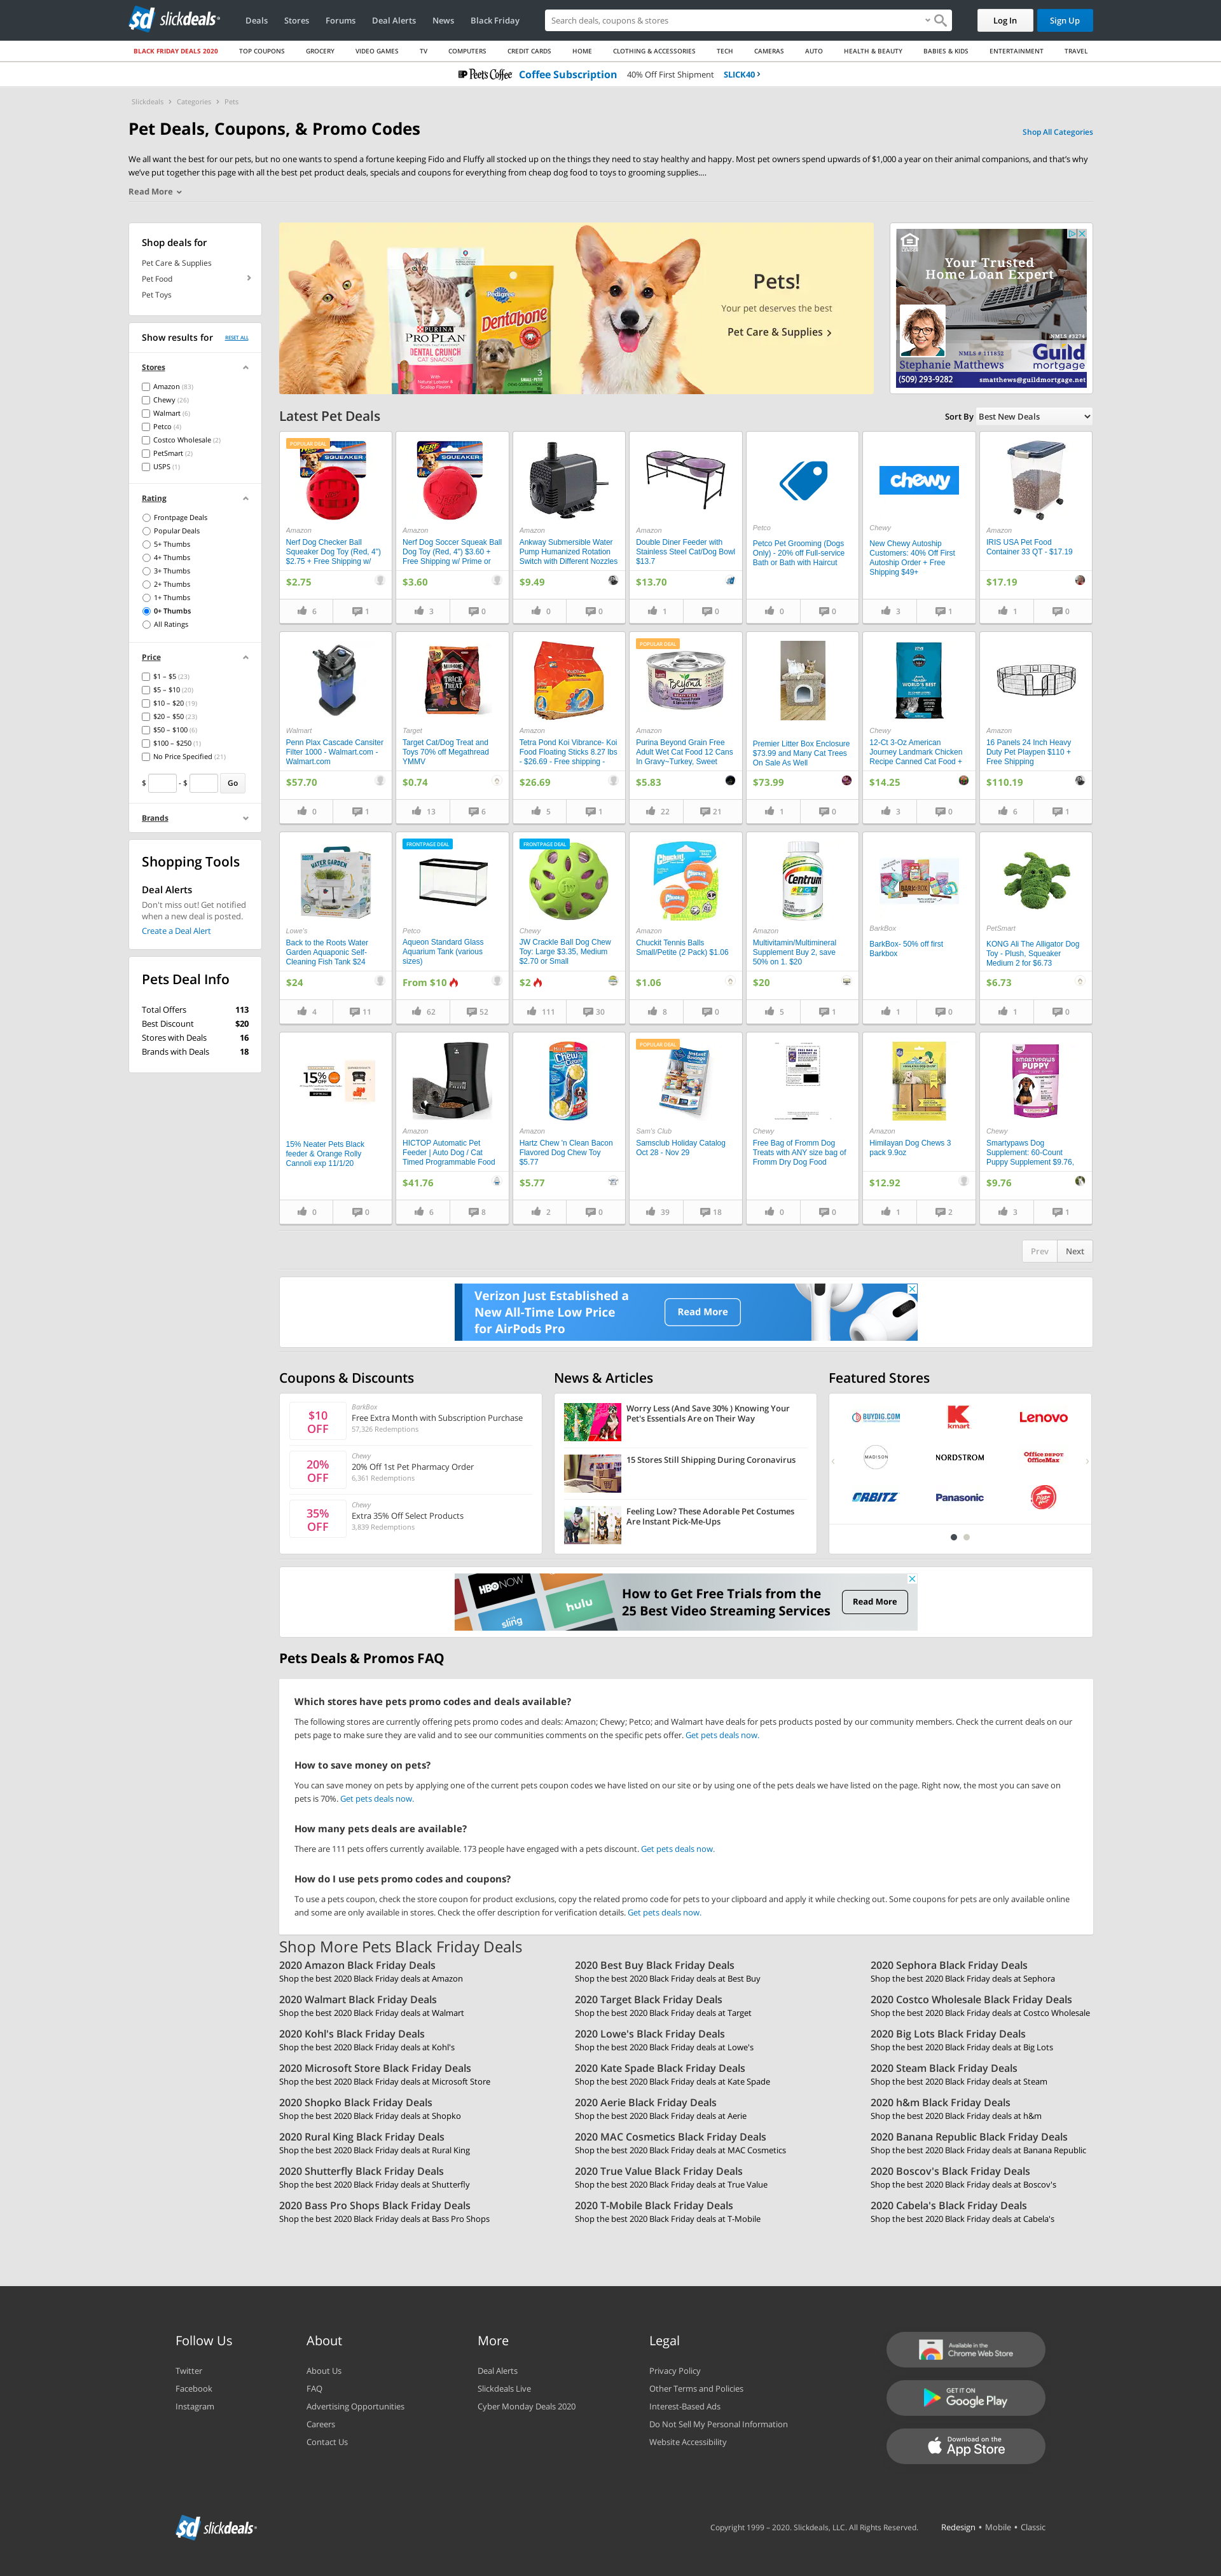 slickdeals
Deals
Stores
Forums
Deal Alerts
News
Black Friday
Search deals, coupons & stores
Log In
Sign Up
BLACK FRIDAY DEALS 2020
TOP COUPONS
GROCERY
VIDEO GAMES
TV
COMPUTERS
CREDIT CARDS
HOME
CLOTHING & ACCESSORIES
TECH
CAMERAS
AUTO
HEALTH & BEAUTY
BABIES & KIDS
ENTERTAINMENT
TRAVEL
Peet's Coffee Coffee Subscription 40% Off First Shipment SLICK40
Slickdeals › Categories › Pets
Pet Deals, Coupons, & Promo Codes
Shop All Categories
We all want the best for our pets, but no one wants to spend a fortune keeping Fido and Fluffy all stocked up on the things they need to stay healthy and happy. Most pet owners spend upwards of $1,000 a year on their animal companions, and that's why
we've put together this page with all the best pet product deals, specials and coupons for everything from cheap dog food to toys to grooming supplies....
Read More
Shop deals for
Pet Care & Supplies
Pet Food
Pet Toys
Show results for
RESET ALL
Stores
Amazon (83)
Chewy (26)
Walmart (6)
Petco (4)
Costco Wholesale (2)
PetSmart (2)
USPS (1)
Rating
Frontpage Deals
Popular Deals
5+ Thumbs
4+ Thumbs
3+ Thumbs
2+ Thumbs
1+ Thumbs
0+ Thumbs
All Ratings
Price
$1 – $5 (23)
$5 – $10 (20)
$10 – $20 (19)
$20 – $50 (23)
$50 – $100 (6)
$100 – $250 (1)
No Price Specified (21)
$ - $ Go
Brands
Shopping Tools
Deal Alerts
Don't miss out! Get notified
when a new deal is posted.
Create a Deal Alert
Pets Deal Info
Total Offers 113
Best Discount $20
Stores with Deals 16
Brands with Deals 18
PURINA
PRO PLAN
DENTAL CRUNCH
CAT SNACKS
Pedigree
Dentabone
Pets!
Your pet deserves the best
Pet Care & Supplies
Your Trusted
Home Loan Expert
NMLS #3274
NMLS # 111852
Stephanie Matthews
Guild
mortgage
(509) 293-9282
smatthews@guildmortgage.net
Latest Pet Deals
Sort By Best New Deals
POPULAR DEAL
Amazon
Nerf Dog Checker Ball
Squeaker Dog Toy (Red, 4")
$2.75 + Free Shipping w/
$2.75
6 1
Amazon
Nerf Dog Soccer Squeak Ball
Dog Toy (Red, 4") $3.60 +
Free Shipping w/ Prime or
$3.60
3 0
Amazon
Ankway Submersible Water
Pump Humanized Rotation
Switch with Different Nozzles
$9.49
0 0
Amazon
Double Diner Feeder with
Stainless Steel Cat/Dog Bowl
$13.7
$13.70
1 0
Petco
Petco Pet Grooming (Dogs
Only) - 20% off Full-service
Bath or Bath with Haircut
0 0
chewy
Chewy
New Chewy Autoship
Customers: 40% Off First
Autoship Order + Free
Shipping $49+
3 1
Amazon
IRIS USA Pet Food
Container 33 QT - $17.19
$17.19
1 0
Walmart
Penn Plax Cascade Canister
Filter 1000 - Walmart.com -
Walmart.com
$57.70
0 1
Target
Target Cat/Dog Treat and
Toys 70% off Megathread
YMMV
$0.74
13 6
Amazon
Tetra Pond Koi Vibrance- Koi
Food Floating Sticks 8.27 lbs
- $26.69 - Free shipping -
$26.69
5 1
POPULAR DEAL
Beyond
Amazon
Purina Beyond Grain Free
Adult Wet Cat Food 12 Cans
In Gravy~Turkey, Sweet
$5.83
22 21
Premier Litter Box Enclosure
$73.99 and Many Cat Trees
On Sale As Well
$73.99
1 0
Chewy
12-Ct 3-Oz American
Journey Landmark Chicken
Recipe Canned Cat Food +
$14.25
3 0
Amazon
16 Panels 24 Inch Heavy
Duty Pet Playpen $110 +
Free Shipping
$110.19
6 1
WATER GARDEN
Lowe's
Back to the Roots Water
Garden Aquaponic Self-
Cleaning Fish Tank $24
$24
4 11
FRONTPAGE DEAL
Petco
Aqueon Standard Glass
Aquarium Tank (various
sizes)
From $10
62 52
FRONTPAGE DEAL
Chewy
JW Crackle Ball Dog Chew
Toy: Large $3.35, Medium
$2.70 or Small
$2
111 30
Chuckit!
Amazon
Chuckit Tennis Balls
Small/Petite (2 Pack) $1.06
$1.06
8 0
Centrum
Amazon
Multivitamin/Multimineral
Supplement Buy 2, save
50% on 1. $20
$20
5 1
BarkBox
BarkBox- 50% off first
Barkbox
1 0
PetSmart
KONG Ali The Alligator Dog
Toy - Plush, Squeaker
Medium 2 for $6.73
$6.73
1 0
15% OFF
15% Neater Pets Black
feeder & Orange Rolly
Cannoli exp 11/1/20
0 0
Amazon
HICTOP Automatic Pet
Feeder | Auto Dog / Cat
Timed Programmable Food
$41.76
6 8
Amazon
Hartz Chew 'n Clean Bacon
Flavored Dog Chew Toy
$5.77
$5.77
2 0
POPULAR DEAL
Instant Savings
Sam's Club
Samsclub Holiday Catalog
Oct 28 - Nov 29
39 18
Chewy
Free Bag of Fromm Dog
Treats with ANY size bag of
Fromm Dry Dog Food
0 0
Amazon
Himilayan Dog Chews 3
pack 9.9oz
$12.92
1 2
SMARTYPAWS
PUPPY
Chewy
Smartypaws Dog
Supplement: 60-Count
Puppy Supplement $9.76,
$9.76
3 1
Prev Next
Verizon Just Established a
New All-Time Low Price
for AirPods Pro
Read More
Coupons & Discounts
$10
OFF
BarkBox
Free Extra Month with Subscription Purchase
57,326 Redemptions
20%
OFF
Chewy
20% Off 1st Pet Pharmacy Order
6,361 Redemptions
35%
OFF
Chewy
Extra 35% Off Select Products
3,839 Redemptions
News & Articles
Worry Less (And Save 30% ) Knowing Your
Pet's Essentials Are on Their Way
15 Stores Still Shipping During Coronavirus
Feeling Low? These Adorable Pet Costumes
Are Instant Pick-Me-Ups
Featured Stores
BUYDIG.COM
kmart
Lenovo
MADISON
NORDSTROM
Office DEPOT
OfficeMax
ORBITZ
Panasonic
Pizza Hut
HBO NOW
sling
hulu
How to Get Free Trials from the
25 Best Video Streaming Services
Read More
Pets Deals & Promos FAQ
Which stores have pets promo codes and deals available?
The following stores are currently offering pets promo codes and deals: Amazon; Chewy; Petco; and Walmart have deals for pets products posted by our community members. Check the current deals on our
pets page to make sure they are valid and to see our communities comments on the specific pets offer. Get pets deals now.
How to save money on pets?
You can save money on pets by applying one of the current pets coupon codes we have listed on our site or by using one of the pets deals we have listed on the page. Right now, the most you can save on
pets is 70%. Get pets deals now.
How many pets deals are available?
There are 111 pets offers currently available. 173 people have engaged with a pets discount. Get pets deals now.
How do I use pets promo codes and coupons?
To use a pets coupon, check the store coupon for product exclusions, copy the related promo code for pets to your clipboard and apply it while checking out. Some coupons for pets are only available online
and some are only available in stores. Check the offer description for verification details. Get pets deals now.
Shop More Pets Black Friday Deals
2020 Amazon Black Friday Deals
Shop the best 2020 Black Friday deals at Amazon
2020 Best Buy Black Friday Deals
Shop the best 2020 Black Friday deals at Best Buy
2020 Sephora Black Friday Deals
Shop the best 2020 Black Friday deals at Sephora
2020 Walmart Black Friday Deals
Shop the best 2020 Black Friday deals at Walmart
2020 Target Black Friday Deals
Shop the best 2020 Black Friday deals at Target
2020 Costco Wholesale Black Friday Deals
Shop the best 2020 Black Friday deals at Costco Wholesale
2020 Kohl's Black Friday Deals
Shop the best 2020 Black Friday deals at Kohl's
2020 Lowe's Black Friday Deals
Shop the best 2020 Black Friday deals at Lowe's
2020 Big Lots Black Friday Deals
Shop the best 2020 Black Friday deals at Big Lots
2020 Microsoft Store Black Friday Deals
Shop the best 2020 Black Friday deals at Microsoft Store
2020 Kate Spade Black Friday Deals
Shop the best 2020 Black Friday deals at Kate Spade
2020 Steam Black Friday Deals
Shop the best 2020 Black Friday deals at Steam
2020 Shopko Black Friday Deals
Shop the best 2020 Black Friday deals at Shopko
2020 Aerie Black Friday Deals
Shop the best 2020 Black Friday deals at Aerie
2020 h&m Black Friday Deals
Shop the best 2020 Black Friday deals at h&m
2020 Rural King Black Friday Deals
Shop the best 2020 Black Friday deals at Rural King
2020 MAC Cosmetics Black Friday Deals
Shop the best 2020 Black Friday deals at MAC Cosmetics
2020 Banana Republic Black Friday Deals
Shop the best 2020 Black Friday deals at Banana Republic
2020 Shutterfly Black Friday Deals
Shop the best 2020 Black Friday deals at Shutterfly
2020 True Value Black Friday Deals
Shop the best 2020 Black Friday deals at True Value
2020 Boscov's Black Friday Deals
Shop the best 2020 Black Friday deals at Boscov's
2020 Bass Pro Shops Black Friday Deals
Shop the best 2020 Black Friday deals at Bass Pro Shops
2020 T-Mobile Black Friday Deals
Shop the best 2020 Black Friday deals at T-Mobile
2020 Cabela's Black Friday Deals
Shop the best 2020 Black Friday deals at Cabela's
Follow Us
Twitter
Facebook
Instagram
About
About Us
FAQ
Advertising Opportunities
Careers
Contact Us
More
Deal Alerts
Slickdeals Live
Cyber Monday Deals 2020
Legal
Privacy Policy
Other Terms and Policies
Interest-Based Ads
Do Not Sell My Personal Information
Website Accessibility
Available in the
Chrome Web Store
GET IT ON
Google Play
Download on the
App Store
slickdeals
Copyright 1999 – 2020. Slickdeals, LLC. All Rights Reserved.
Redesign • Mobile • Classic